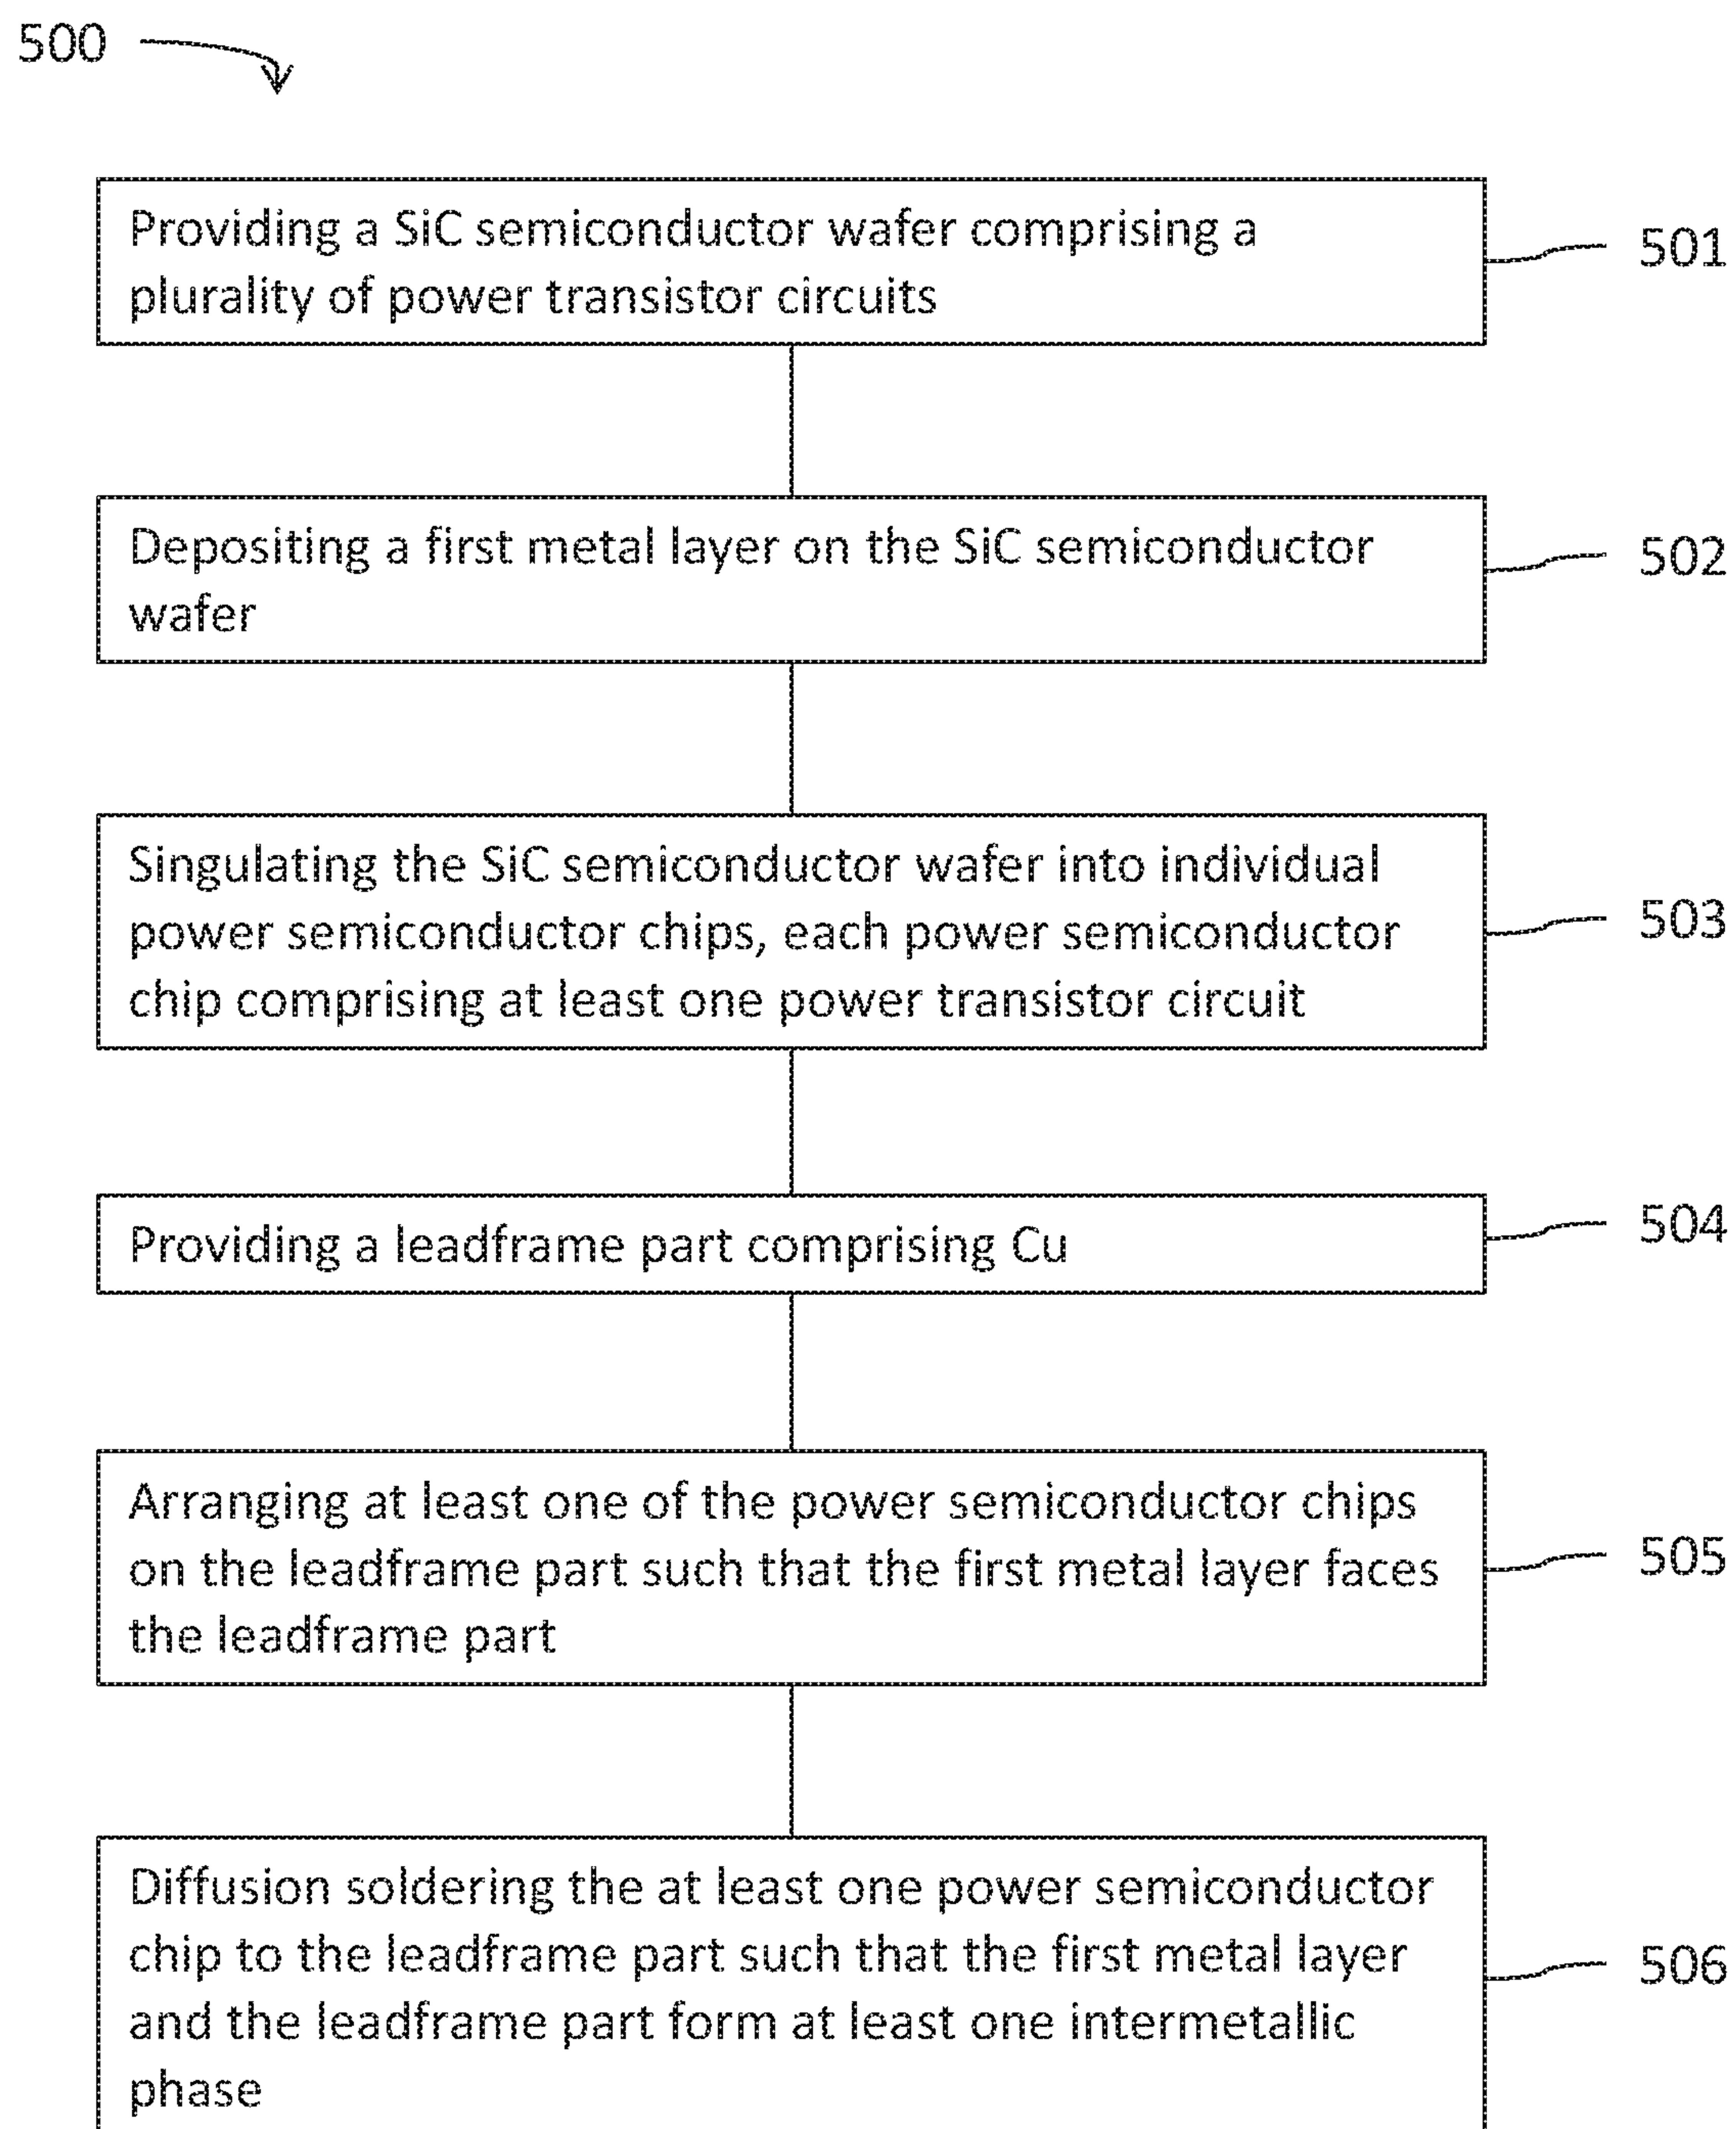 500
Providing a SiC semiconductor wafer comprising a
plurality of power transistor circuits
501
Depositing a first metal layer on the SiC semiconductor
wafer
502
Singulating the SiC semiconductor wafer into individual
power semiconductor chips, each power semiconductor
chip comprising at least one power transistor circuit
503
Providing a leadframe part comprising Cu
504
Arranging at least one of the power semiconductor chips
on the leadframe part such that the first metal layer faces
the leadframe part
505
Diffusion soldering the at least one power semiconductor
chip to the leadframe part such that the first metal layer
and the leadframe part form at least one intermetallic
phase
506